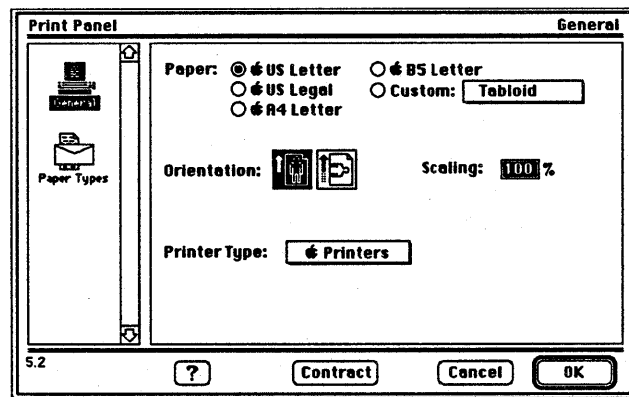 Print Panel General
General
Paper Types
Paper: US Letter B5 Letter
US Legal Custom: Tabloid
A4 Letter
Orientation: Scaling: 100 %
Printer Type: Printers
5.2
? Contract Cancel OK